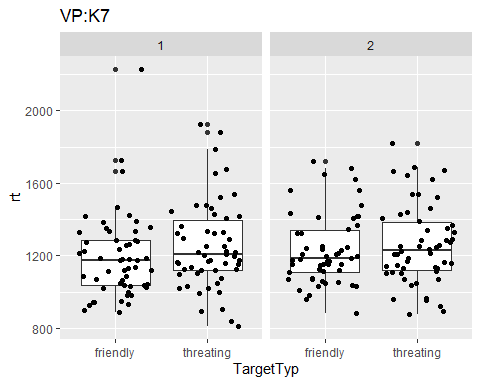 VP:K7
1 2
rt
2000
1600
1200
800
friendly threating friendly threating
TargetTyp